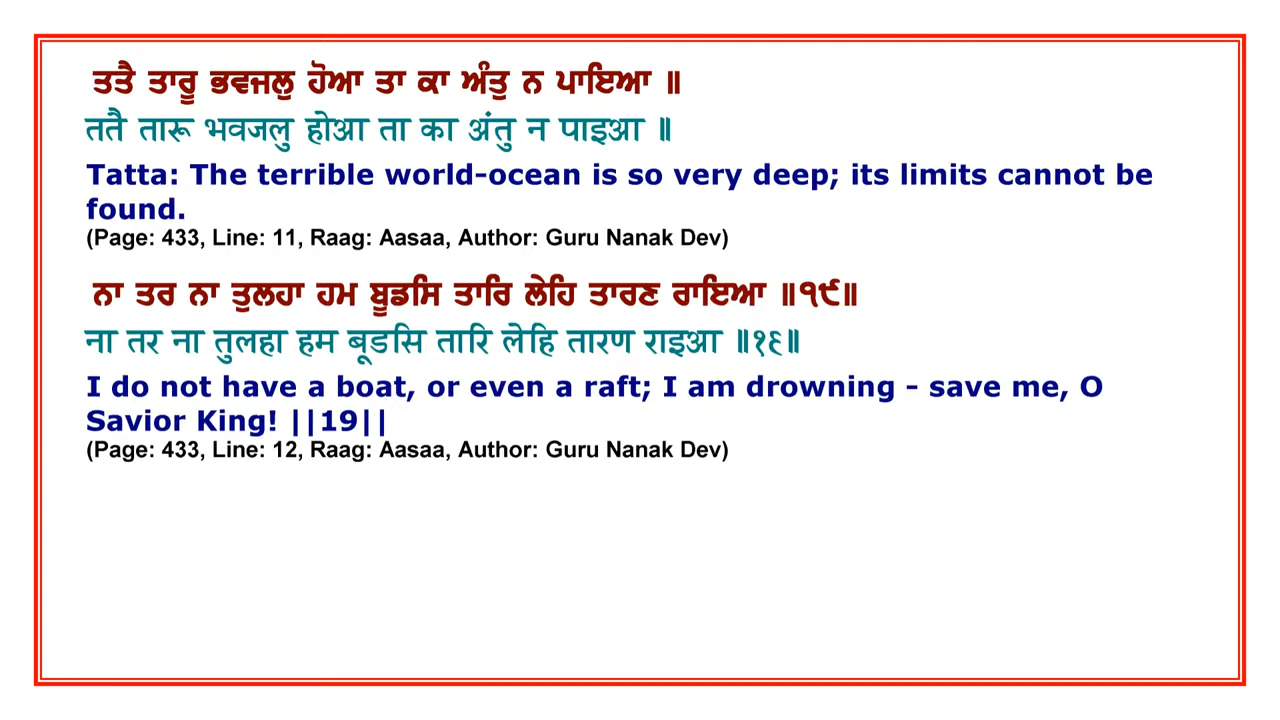 ਤਤੈ ਤਾਰੂ ਭਵਜਲੁ ਹੋਆ ਤਾ ਕਾ ਅੰਤੁ ਨ ਪਾਇਆ ॥
ततै तारू भवजलु होआ ता का अंतु न पाइआ ॥
Tatta: The terrible world-ocean is so very deep; its limits cannot be
found.
(Page: 433, Line: 11, Raag: Aasaa, Author: Guru Nanak Dev)
ਨਾ ਤਰ ਨਾ ਤੁਲਹਾ ਹਮ ਬੂਡਸਿ ਤਾਰਿ ਲੇਹਿ ਤਾਰਣ ਰਾਇਆ ॥੧੯॥
ना तर ना तुलहा हम बूडसि तारि लेहि तारण राइआ ॥१९॥
I do not have a boat, or even a raft; I am drowning - save me, O
Savior King! ||19||
(Page: 433, Line: 12, Raag: Aasaa, Author: Guru Nanak Dev)